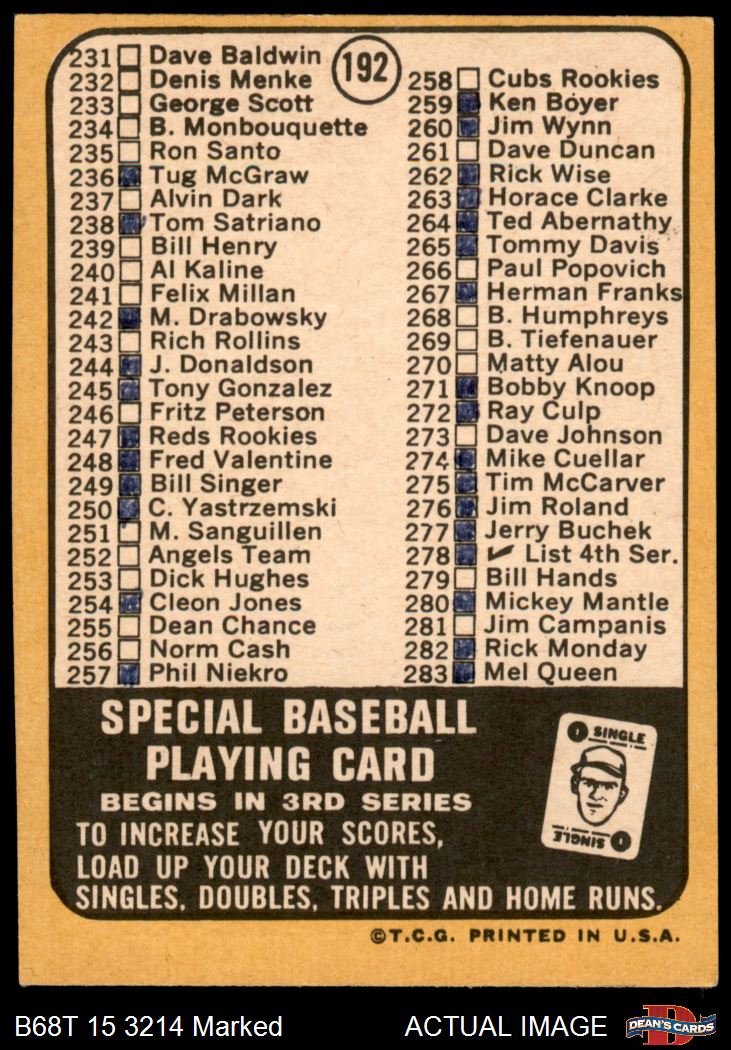 192
231 Dave Baldwin
232 Denis Menke
233 George Scott
234 B. Monbouquette
235 Ron Santo
236 Tug McGraw
237 Alvin Dark
238 Tom Satriano
239 Bill Henry
240 Al Kaline
241 Felix Millan
242 M. Drabowsky
243 Rich Rollins
244 J. Donaldson
245 Tony Gonzalez
246 Fritz Peterson
247 Reds Rookies
248 Fred Valentine
249 Bill Singer
250 C. Yastrzemski
251 M. Sanguillen
252 Angels Team
253 Dick Hughes
254 Cleon Jones
255 Dean Chance
256 Norm Cash
257 Phil Niekro
258 Cubs Rookies
259 Ken Boyer
260 Jim Wynn
261 Dave Duncan
262 Rick Wise
263 Horace Clarke
264 Ted Abernathy
265 Tommy Davis
266 Paul Popovich
267 Herman Franks
268 B. Humphreys
269 B. Tiefenauer
270 Matty Alou
271 Bobby Knoop
272 Ray Culp
273 Dave Johnson
274 Mike Cuellar
275 Tim McCarver
276 Jim Roland
277 Jerry Buchek
278 ✓ List 4th Ser.
279 Bill Hands
280 Mickey Mantle
281 Jim Campanis
282 Rick Monday
283 Mel Queen
SPECIAL BASEBALL
PLAYING CARD
BEGINS IN 3RD SERIES
TO INCREASE YOUR SCORES,
LOAD UP YOUR DECK WITH
SINGLES, DOUBLES, TRIPLES AND HOME RUNS.
1 SINGLE
1 SINGLE
©T.C.G. PRINTED IN U.S.A.
B68T 15 3214 Marked
ACTUAL IMAGE
D
DEAN'S CARDS